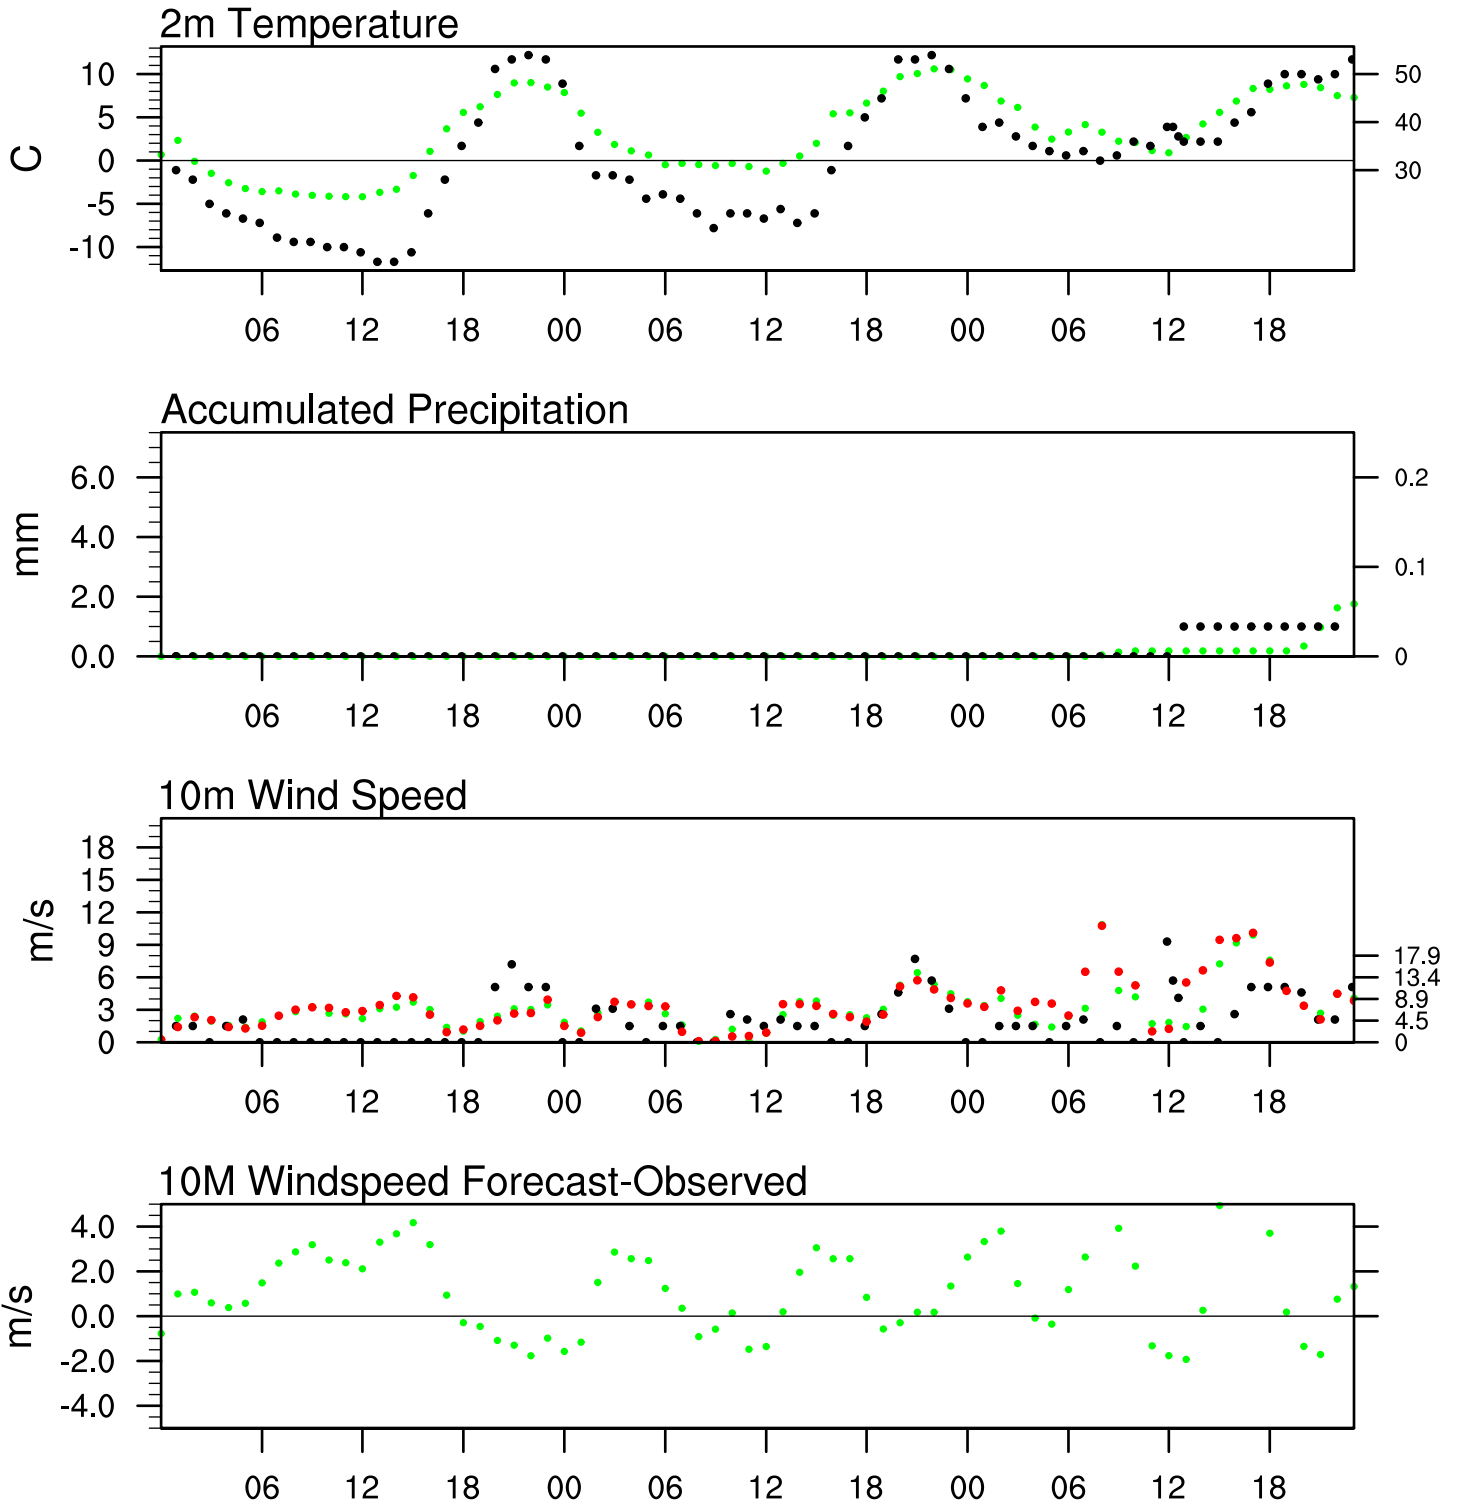 2m Temperature
10
5
0
-5
-10
C
50
40
30
06 12 18 00 06 12 18 00 06 12 18
Accumulated Precipitation
6.0
4.0
2.0
0.0
mm
0.2
0.1
0
06 12 18 00 06 12 18 00 06 12 18
10m Wind Speed
18
15
12
9
6
3
0
m/s
17.9
13.4
8.9
4.5
0
06 12 18 00 06 12 18 00 06 12 18
10M Windspeed Forecast-Observed
4.0
2.0
0.0
-2.0
-4.0
m/s
06 12 18 00 06 12 18 00 06 12 18